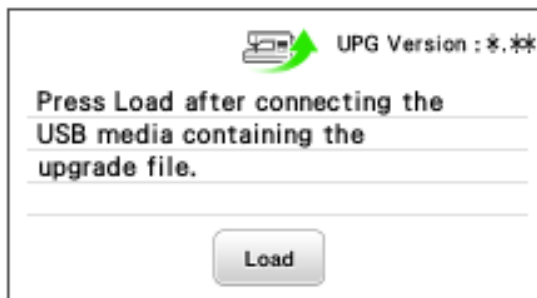 UPG Version : *.**
Press Load after connecting the
USB media containing the
upgrade file.
Load